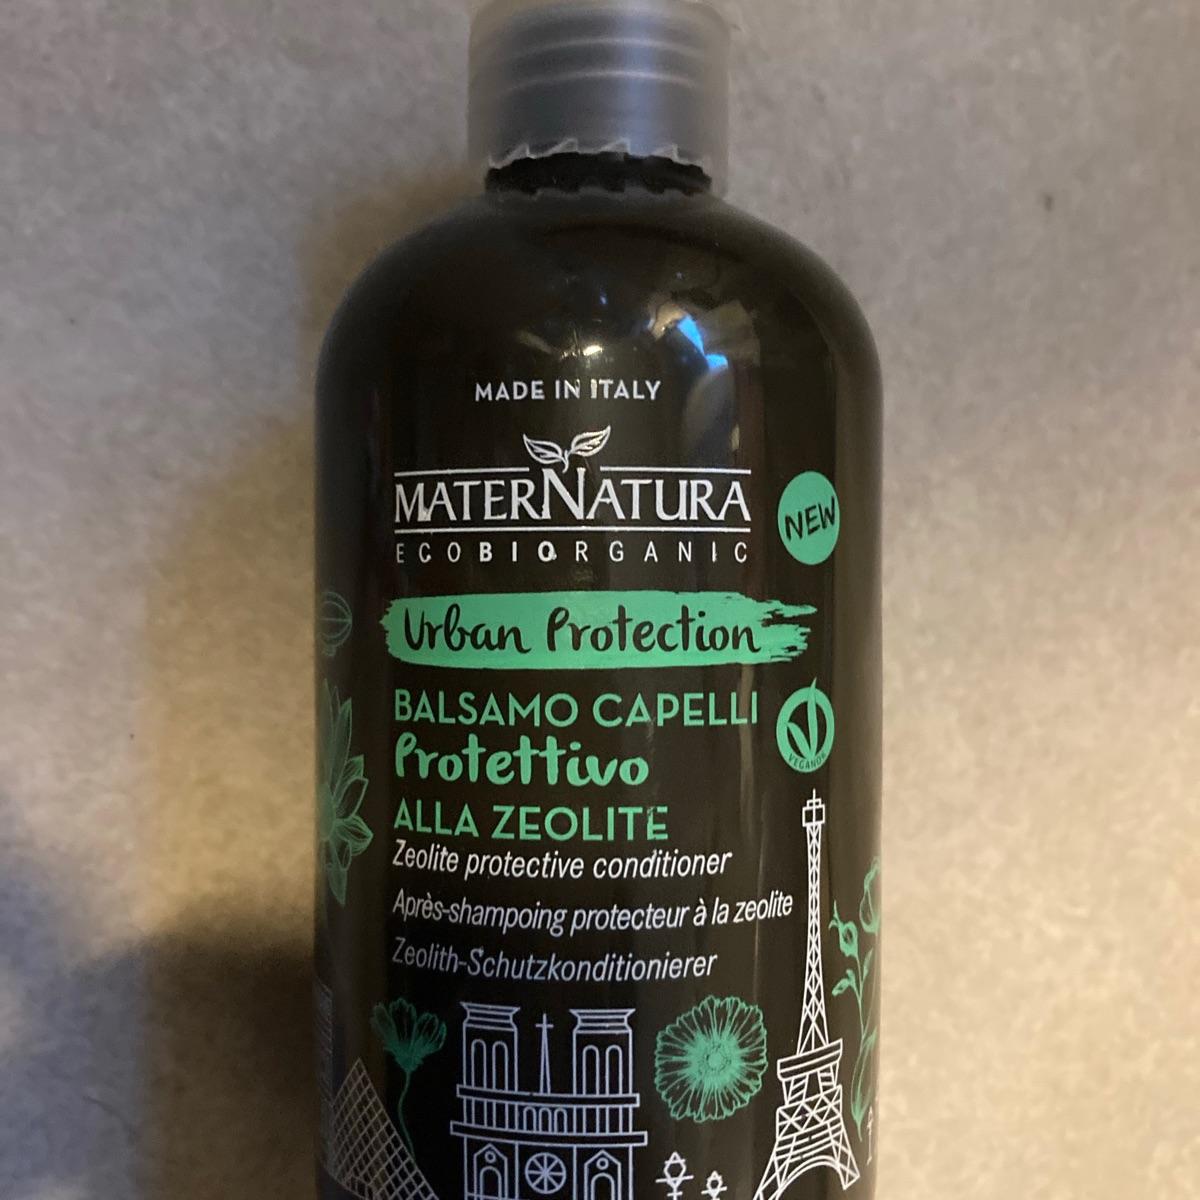 MADE IN ITALY
MATERNATURA
ECOBIORGANIC
NEW
Urban Protection
BALSAMO CAPELLI
Protettivo
ALLA ZEOLITE
VEGANOK
Zeolite protective conditioner
Après-shampoing protecteur à la zeolite
Zeolith-Schutzkonditionierer